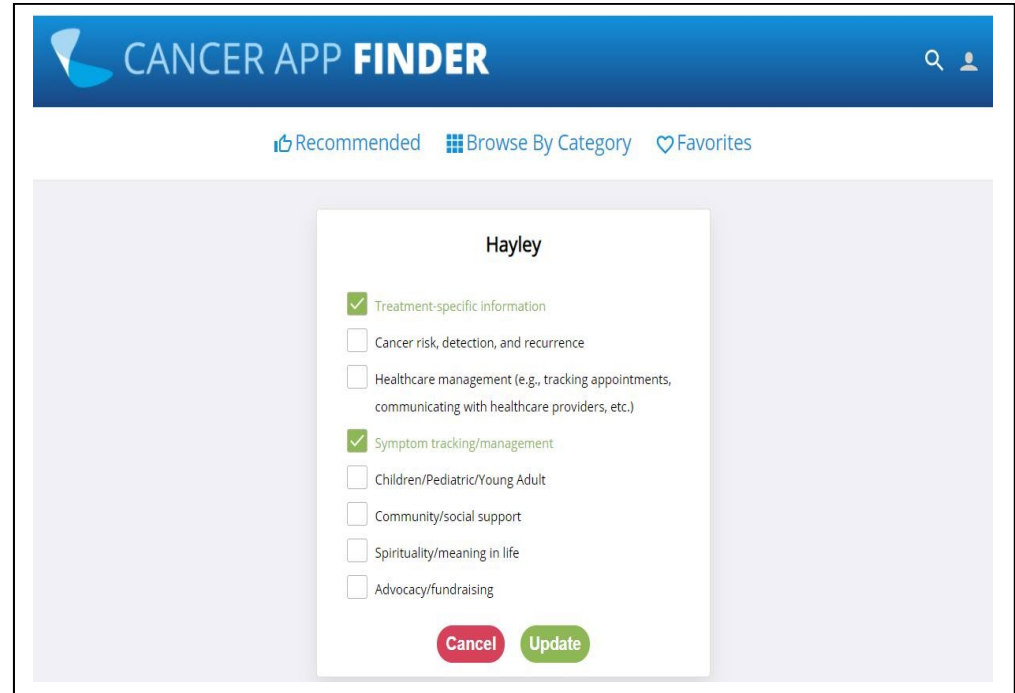 CANCER APP FINDER
Recommended Browse By Category Favorites
Hayley
Treatment-specific information
Cancer risk, detection, and recurrence
Healthcare management (e.g., tracking appointments,
communicating with healthcare providers, etc.)
Symptom tracking/management
Children/Pediatric/Young Adult
Community/social support
Spirituality/meaning in life
Advocacy/fundraising
Cancel Update